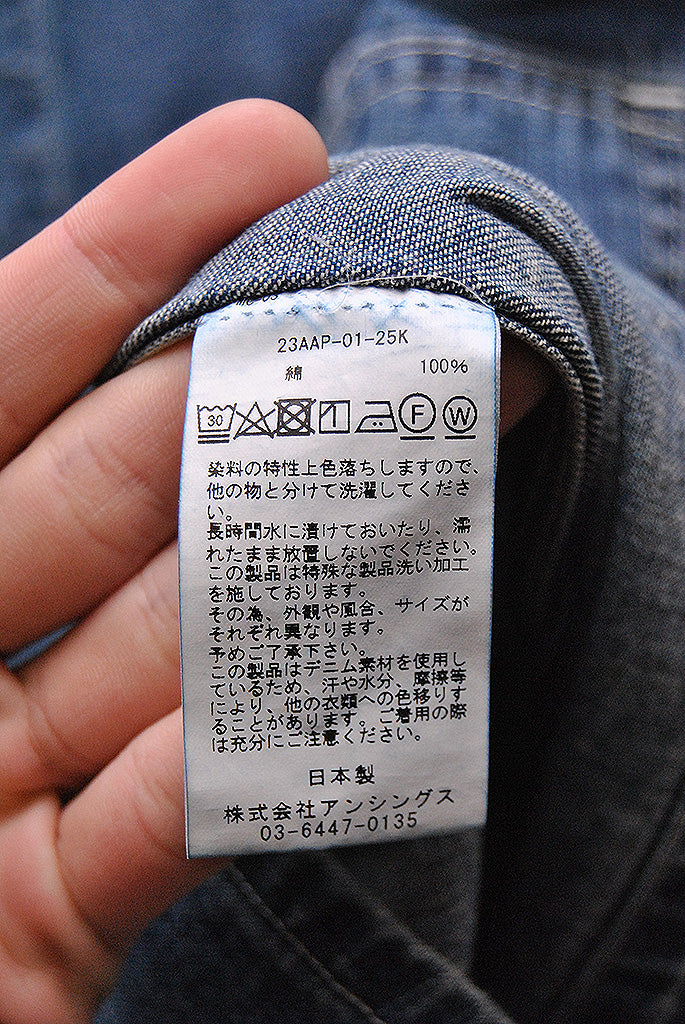 23AAP-01-25K
綿 100%
30 F W
染料の特性上色落ちしますので、
他の物と分けて洗濯してくださ
い。
長時間水に漬けておいたり、濡
れたまま放置しないでください。
この製品は特殊な製品洗い加工
を施しております。
その為、外観や風合、サイズが
それぞれ異なります。
予めご了承下さい。
この製品はデニム素材を使用し
ているため、汗や水分、摩擦等
により、他の衣類への色移りす
ることがあります。ご着用の際
は充分にご注意ください。
日本製
株式会社アンシングス
03-6447-0135